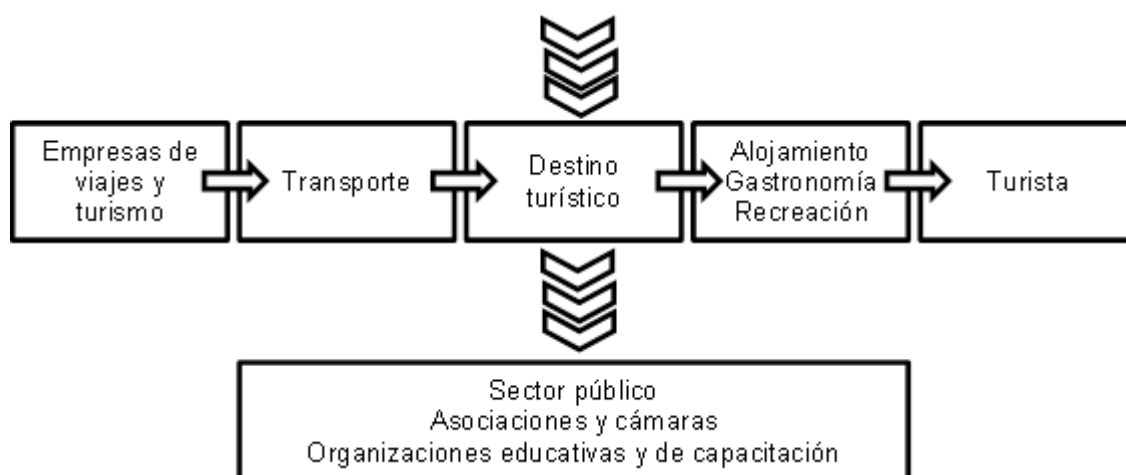 Empresas de
viajes y
turismo
Transporte
Destino
turístico
Alojamiento
Gastronomía
Recreación
Turista
Sector público
Asociaciones y cámaras
Organizaciones educativas y de capacitación